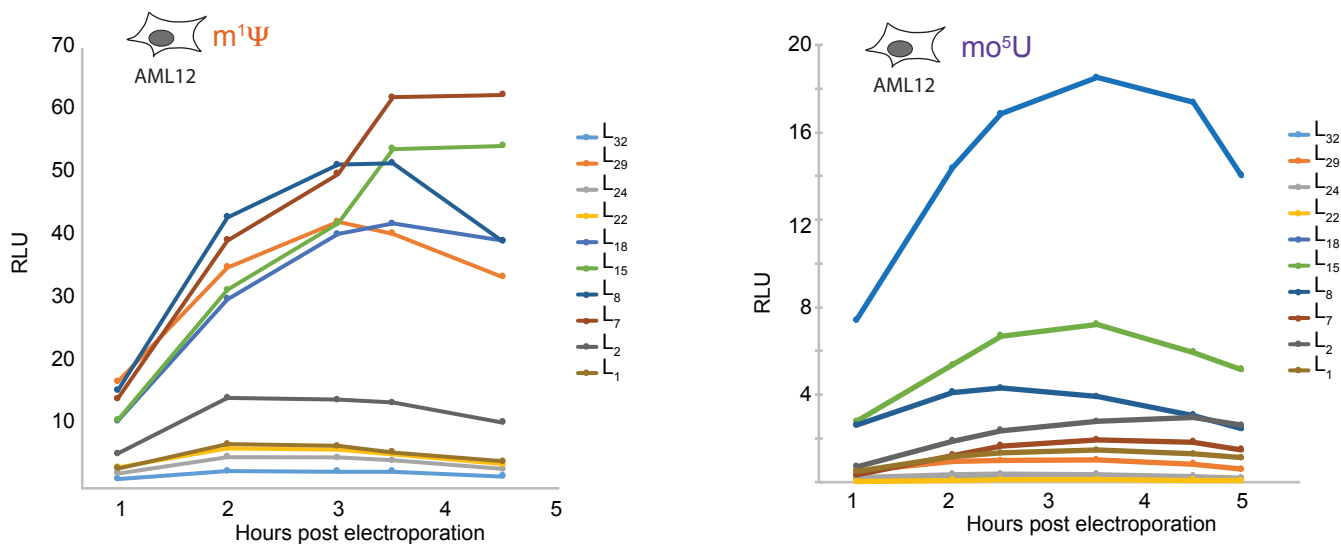 m¹Ψ
AML12
70
60
50
40
30
20
10
RLU
1 2 3 4 5
Hours post electroporation
L₃₂
L₂₉
L₂₄
L₂₂
L₁₈
L₁₅
L₈
L₇
L₂
L₁
mo⁵U
AML12
20
16
12
8
4
RLU
1 2 3 4 5
Hours post electroporation
L₃₂
L₂₉
L₂₄
L₂₂
L₁₈
L₁₅
L₈
L₇
L₂
L₁